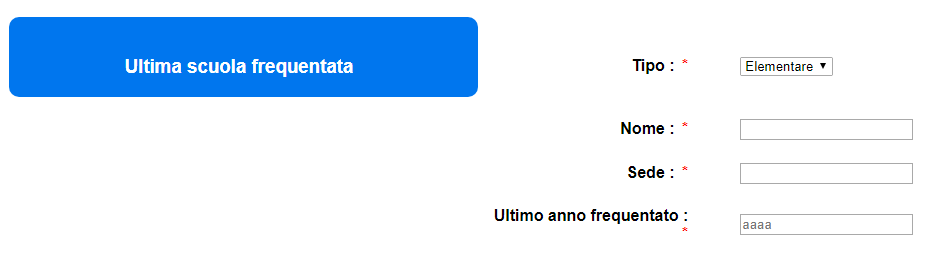 Ultima scuola frequentata
Tipo : *
Elementare
Nome : *
Sede : *
Ultimo anno frequentato :
*
aaaa